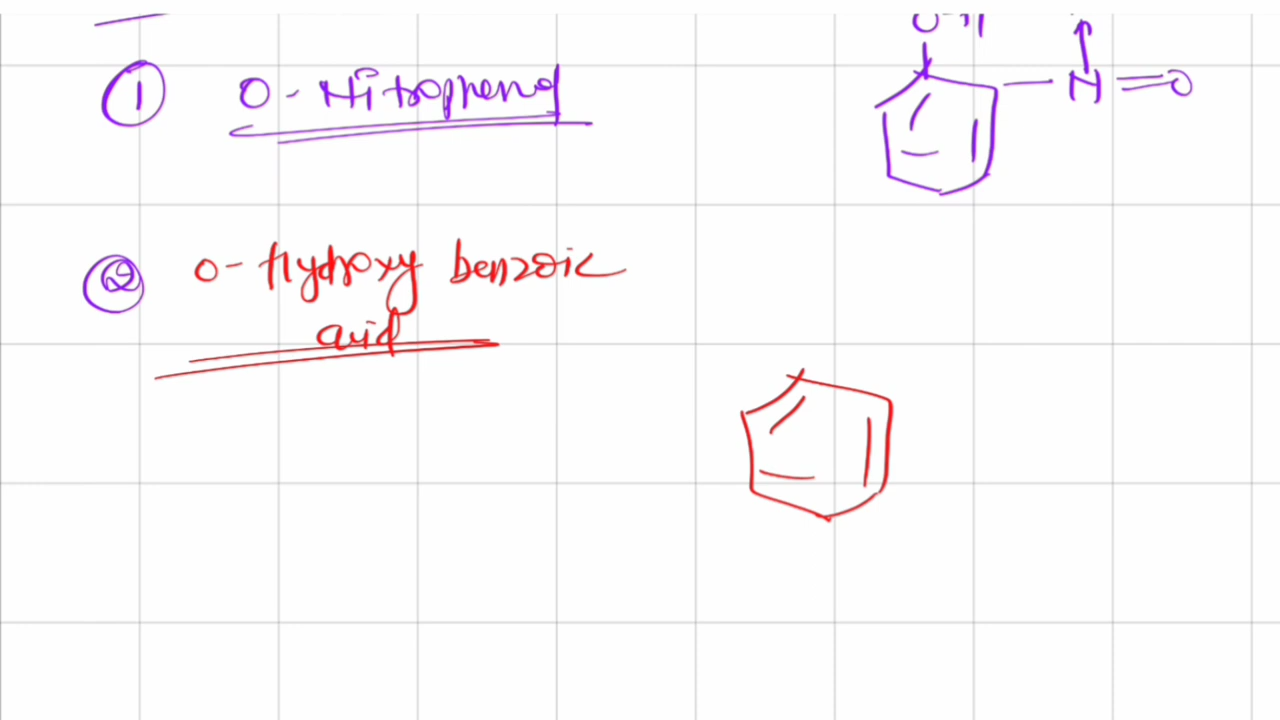 O-H
① O-Nitrophenol
N=O
② o-Hydroxy benzoic
acid